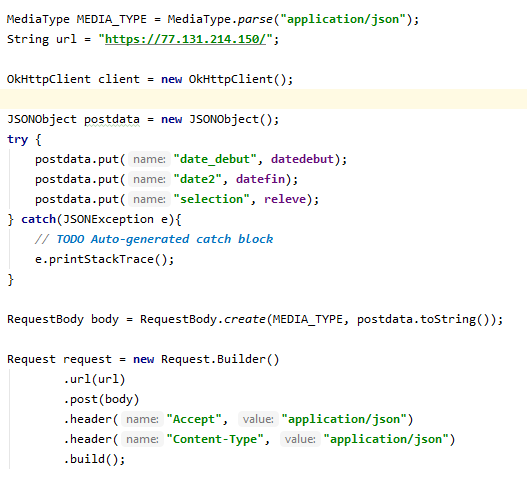 MediaType MEDIA_TYPE = MediaType.parse("application/json");
String url = "https://77.131.214.150/";
OkHttpClient client = new OkHttpClient();
JSONObject postdata = new JSONObject();
try {
    postdata.put( name: "date_debut", datedebut);
    postdata.put( name: "date2", datefin);
    postdata.put( name: "selection", releve);
} catch(JSONException e){
    // TODO Auto-generated catch block
    e.printStackTrace();
}
RequestBody body = RequestBody.create(MEDIA_TYPE, postdata.toString());
Request request = new Request.Builder()
        .url(url)
        .post(body)
        .header( name: "Accept", value: "application/json")
        .header( name: "Content-Type", value: "application/json")
        .build();